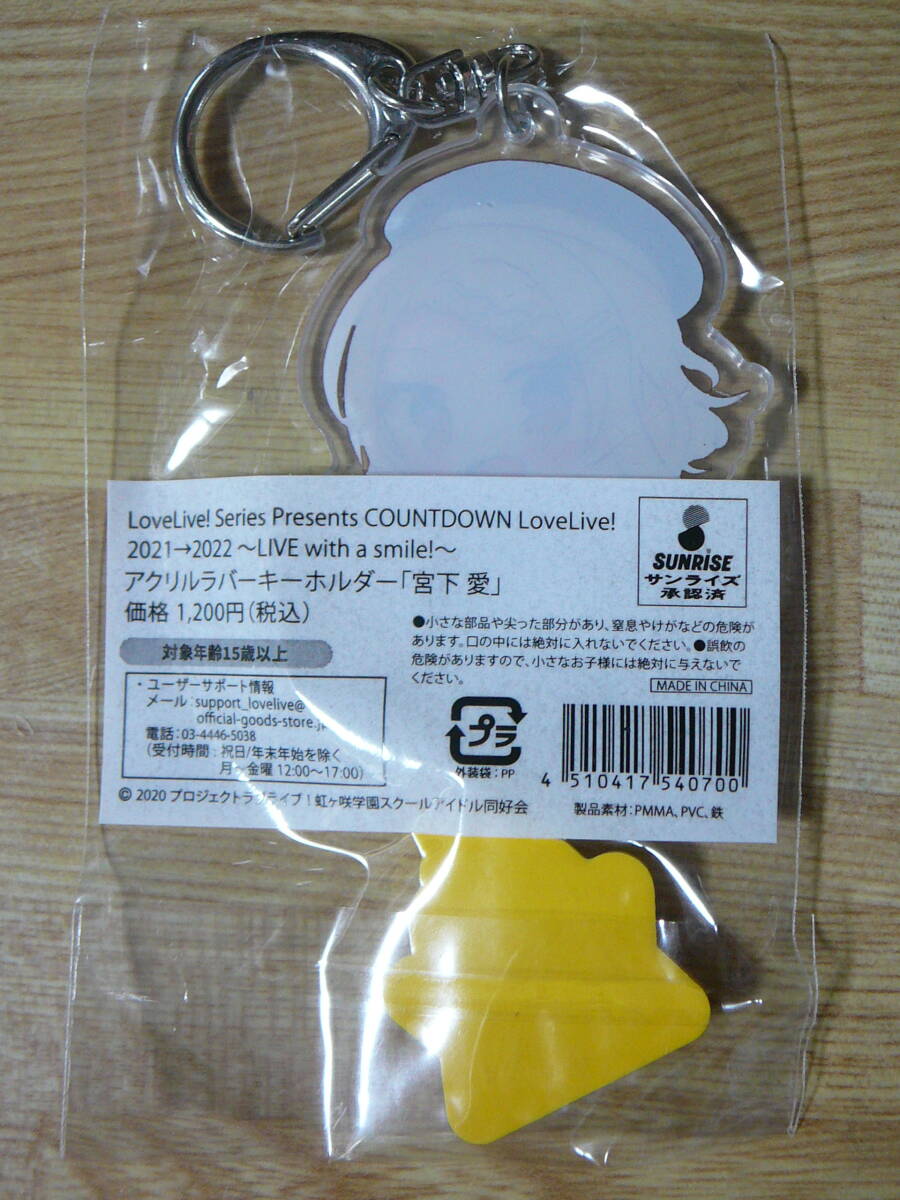 LoveLive! Series Presents COUNTDOWN LoveLive!
2021→2022 ～LIVE with a smile!～
アクリルラバーキーホルダー「宮下 愛」
価格 1,200円(税込)
SUNRISE
®
サンライズ
承認済
対象年齢15歳以上
●小さな部品や尖った部分があり、窒息やけがなどの危険が
あります。口の中には絶対に入れないでください。●誤飲の
危険がありますので、小さなお子様には絶対に与えないで
ください。
MADE IN CHINA
・ユーザーサポート情報
メール：support_lovelive@
official-goods-store.jp
電話：03-4446-5038
(受付時間：祝日/年末年始を除く
月～金曜 12:00～17:00)
プラ
外装袋：PP
4 510417 540700
© 2020 プロジェクトラブライブ！虹ヶ咲学園スクールアイドル同好会
製品素材：PMMA、PVC、鉄